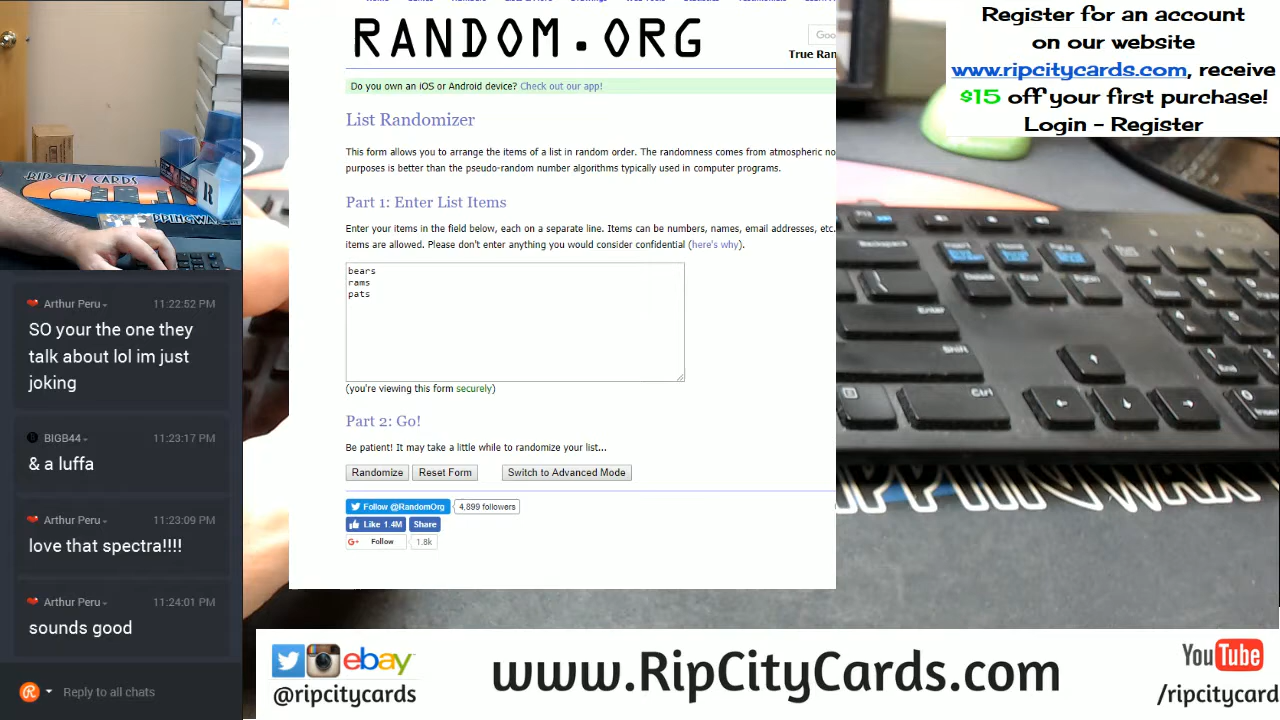 RANDOM.ORG
Goo
True Ran
Do you own an iOS or Android device? Check out our app!
List Randomizer
This form allows you to arrange the items of a list in random order. The randomness comes from atmospheric no
purposes is better than the pseudo-random number algorithms typically used in computer programs.
Part 1: Enter List Items
Enter your items in the field below, each on a separate line. Items can be numbers, names, email addresses, etc.
items are allowed. Please don't enter anything you would consider confidential (here's why).
bears
rams
pats
(you're viewing this form securely)
Part 2: Go!
Be patient! It may take a little while to randomize your list...
Randomize Reset Form Switch to Advanced Mode
Follow @RandomOrg 4,899 followers
Like 1.4M Share
G+ Follow 1.8k
Register for an account
on our website
www.ripcitycards.com, receive
$15 off your first purchase!
Login - Register
RIP CITY CARDS
Arthur Peru 11:22:52 PM
SO your the one they
talk about lol im just
joking
BIGB44 11:23:17 PM
& a luffa
Arthur Peru 11:23:09 PM
love that spectra!!!!
Arthur Peru 11:24:01 PM
sounds good
Reply to all chats
Backspace
Enter
Shift
Ctrl
Insert Home
Delete End PgDn
ebay
@ripcitycards
www.RipCityCards.com
YouTube
/ripcitycard